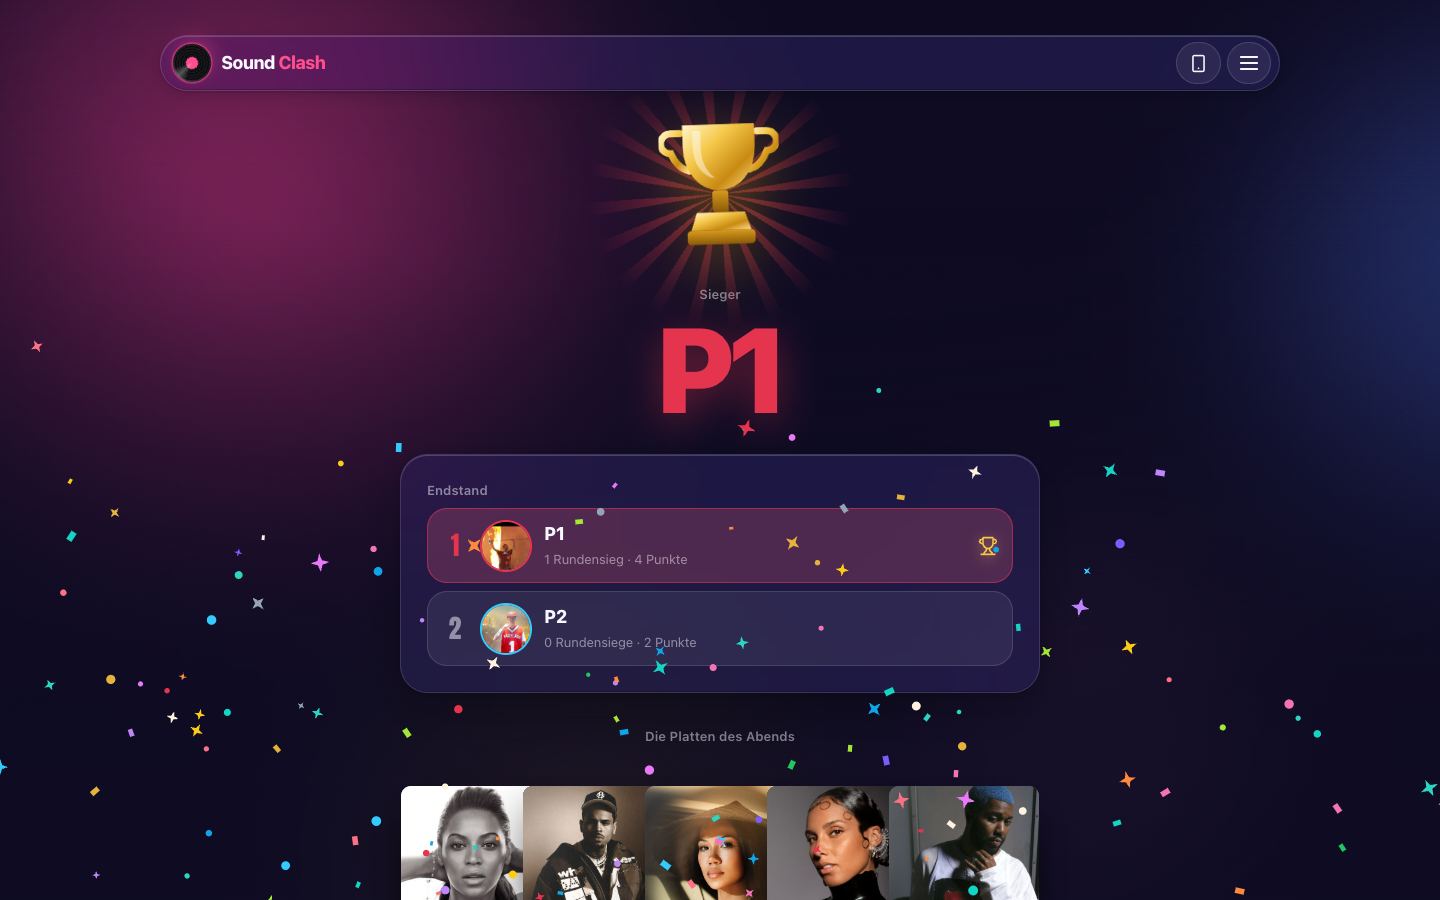 Sound Clash
Sieger
P1
Endstand
1
P1
1 Rundensieg · 4 Punkte
2
P2
0 Rundensiege · 2 Punkte
Die Platten des Abends